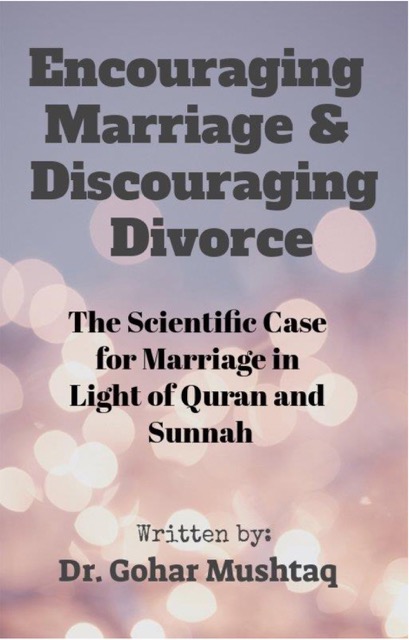 Encouraging
Marriage &
Discouraging
Divorce
The Scientific Case
for Marriage in
Light of Quran and
Sunnah
Written by:
Dr. Gohar Mushtaq